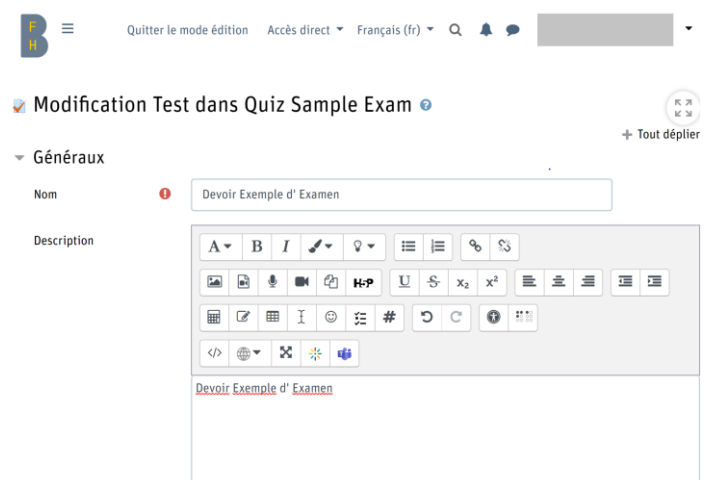 F
B
H
Quitter le mode édition Accès direct Français (fr)
Modification Test dans Quiz Sample Exam
Tout déplier
Généraux
Nom
Devoir Exemple d' Examen
Description
A B I
H-P U S x₂ x²
#
</>
Devoir Exemple d' Examen